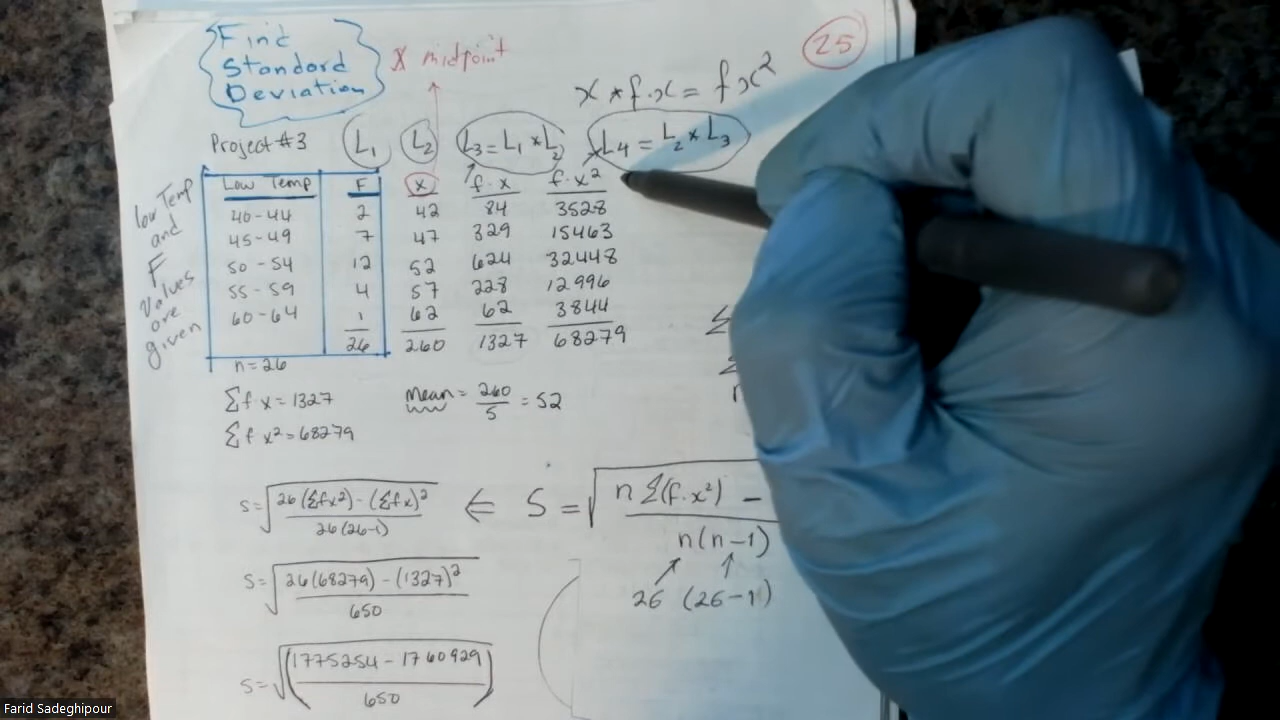 Find
Standard
Deviation
X midpoint
25
x * f·x = fx²
Project #3 L₁ L₂ L₃ = L₁ * L₂ L₄ = L₂ * L₃
Low Temp F x f·x f·x²
40-44 2 42 84 3528
45-49 7 47 329 15463
50-54 12 52 624 32448
55-59 4 57 228 12996
60-64 1 62 62 3844
26 260 1327 68279
low Temp
and
F
values
are
given
n=26
Σf x = 1327
Mean = 260/5 = 52
Σf x² = 68279
S = √(26(Σfx²) - (Σfx)² / 26(26-1)) ⇐ S = √(nΣ(f·x²) - / n(n-1))
26 (26-1)
S = √(26(68279) - (1327)² / 650)
S = √((1775254 - 1760929 / 650))
Farid Sadeghipour